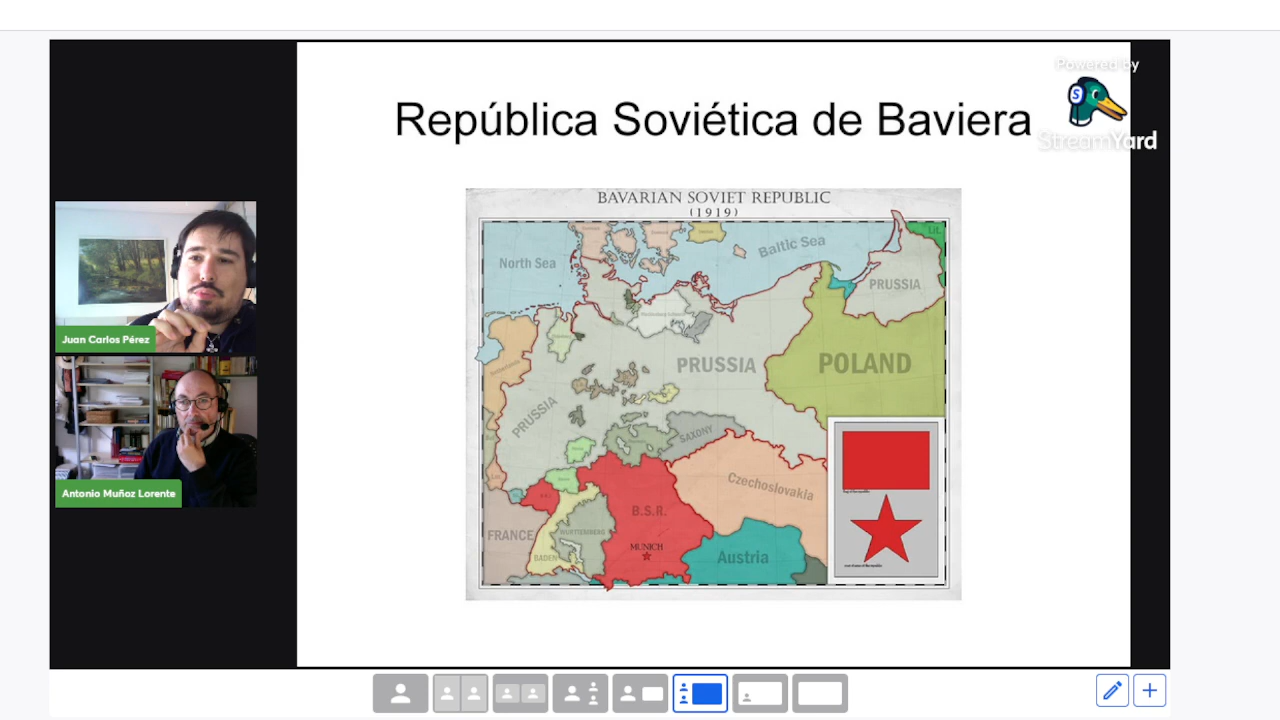 Powered by
StreamYard
República Soviética de Baviera
BAVARIAN SOVIET REPUBLIC
(1919)
North Sea
Baltic Sea
Lit.
PRUSSIA
PRUSSIA
POLAND
PRUSSIA
SAXONY
Czechoslovakia
B.S.R.
FRANCE
WURTTEMBERG
MUNICH
BADEN
Austria
Juan Carlos Pérez
Antonio Muñoz Lorente